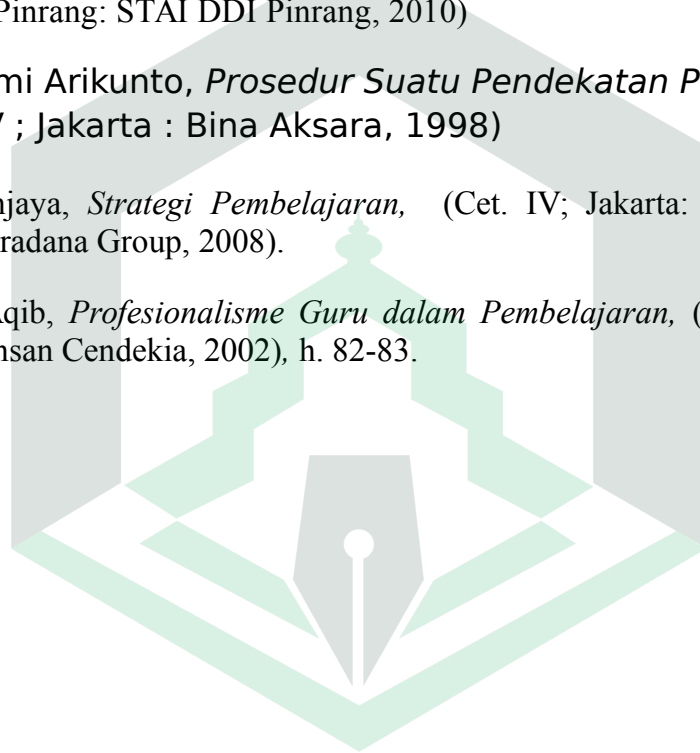 Pinrang: STAI DDI Pinrang, 2010)
mi Arikunto, Prosedur Suatu Pendekatan P
; Jakarta : Bina Aksara, 1998)
njaya, Strategi Pembelajaran, (Cet. IV; Jakarta:
radana Group, 2008).
Aqib, Profesionalisme Guru dalam Pembelajaran, (
nsan Cendekia, 2002), h. 82-83.